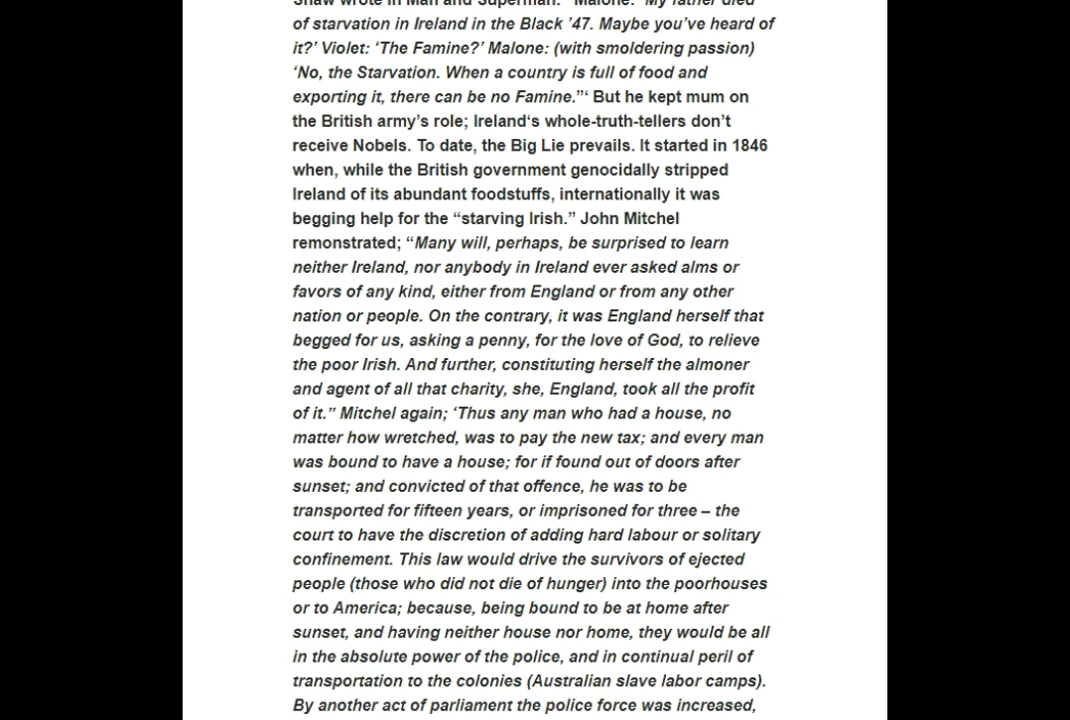 Shaw wrote in Man and Superman: “Malone: ‘My father died
of starvation in Ireland in the Black ’47. Maybe you’ve heard of
it?’ Violet: ‘The Famine?’ Malone: (with smoldering passion)
‘No, the Starvation. When a country is full of food and
exporting it, there can be no Famine.”‘ But he kept mum on
the British army’s role; Ireland‘s whole-truth-tellers don’t
receive Nobels. To date, the Big Lie prevails. It started in 1846
when, while the British government genocidally stripped
Ireland of its abundant foodstuffs, internationally it was
begging help for the “starving Irish.” John Mitchel
remonstrated; “Many will, perhaps, be surprised to learn
neither Ireland, nor anybody in Ireland ever asked alms or
favors of any kind, either from England or from any other
nation or people. On the contrary, it was England herself that
begged for us, asking a penny, for the love of God, to relieve
the poor Irish. And further, constituting herself the almoner
and agent of all that charity, she, England, took all the profit
of it.” Mitchel again; ‘Thus any man who had a house, no
matter how wretched, was to pay the new tax; and every man
was bound to have a house; for if found out of doors after
sunset; and convicted of that offence, he was to be
transported for fifteen years, or imprisoned for three – the
court to have the discretion of adding hard labour or solitary
confinement. This law would drive the survivors of ejected
people (those who did not die of hunger) into the poorhouses
or to America; because, being bound to be at home after
sunset, and having neither house nor home, they would be all
in the absolute power of the police, and in continual peril of
transportation to the colonies (Australian slave labor camps).
By another act of parliament the police force was increased,